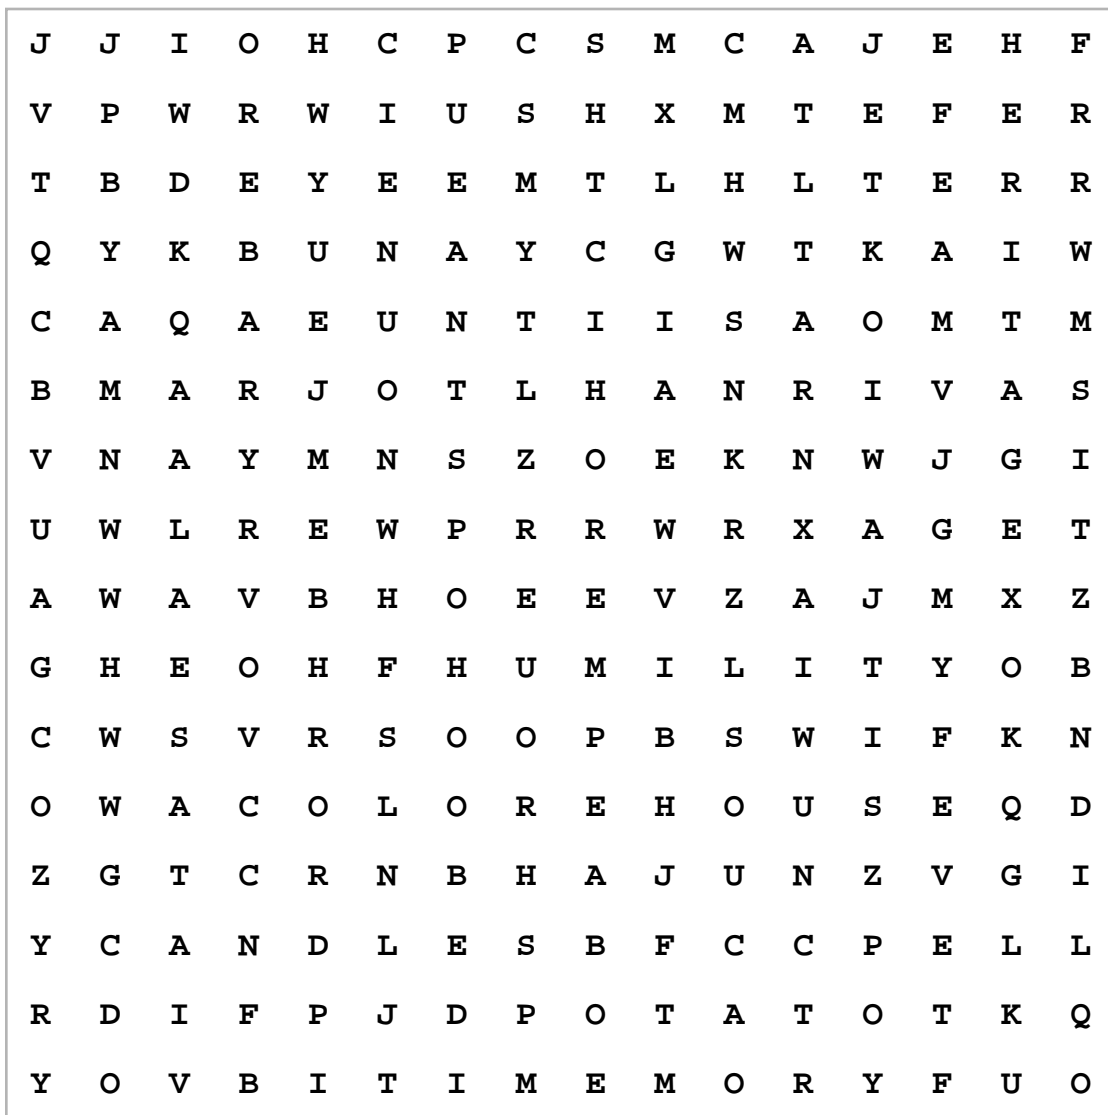 J J I O H C P C S M C A J E H F
V P W R W I U S H X M T E F E R
T B D E Y E E M T L H L T E R R
Q Y K B U N A Y C G W T K A I W
C A Q A E U N T I I S A O M T M
B M A R J O T L H A N R I V A S
V N A Y M N S Z O E K N W J G I
U W L R E W P R R W R X A G E T
A W A V B H O E E V Z A J M X Z
G H E O H F H U M I L I T Y O B
C W S V R S O O P B S W I F K N
O W A C O L O R E H O U S E Q D
Z G T C R N B H A J U N Z V G I
Y C A N D L E S B F C C P E L L
R D I F P J D P O T A T O T K Q
Y O V B I T I M E M O R Y F U O